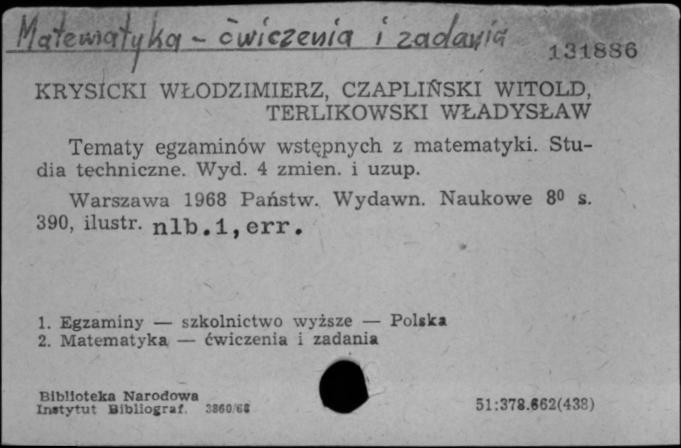 Matematyka - ćwiczenia i zadania
131886
KRYSICKI WŁODZIMIERZ, CZAPLIŃSKI WITOLD,
TERLIKOWSKI WŁADYSŁAW
Tematy egzaminów wstępnych z matematyki. Stu-
dia techniczne. Wyd. 4 zmien. i uzup.
Warszawa 1968 Państw. Wydawn. Naukowe 8⁰ s.
390, ilustr. nlb.1, err.
1. Egzaminy — szkolnictwo wyższe — Polska
2. Matematyka — ćwiczenia i zadania
Biblioteka Narodowa
Instytut Bibliograf. 3860/68
51:378.662(438)